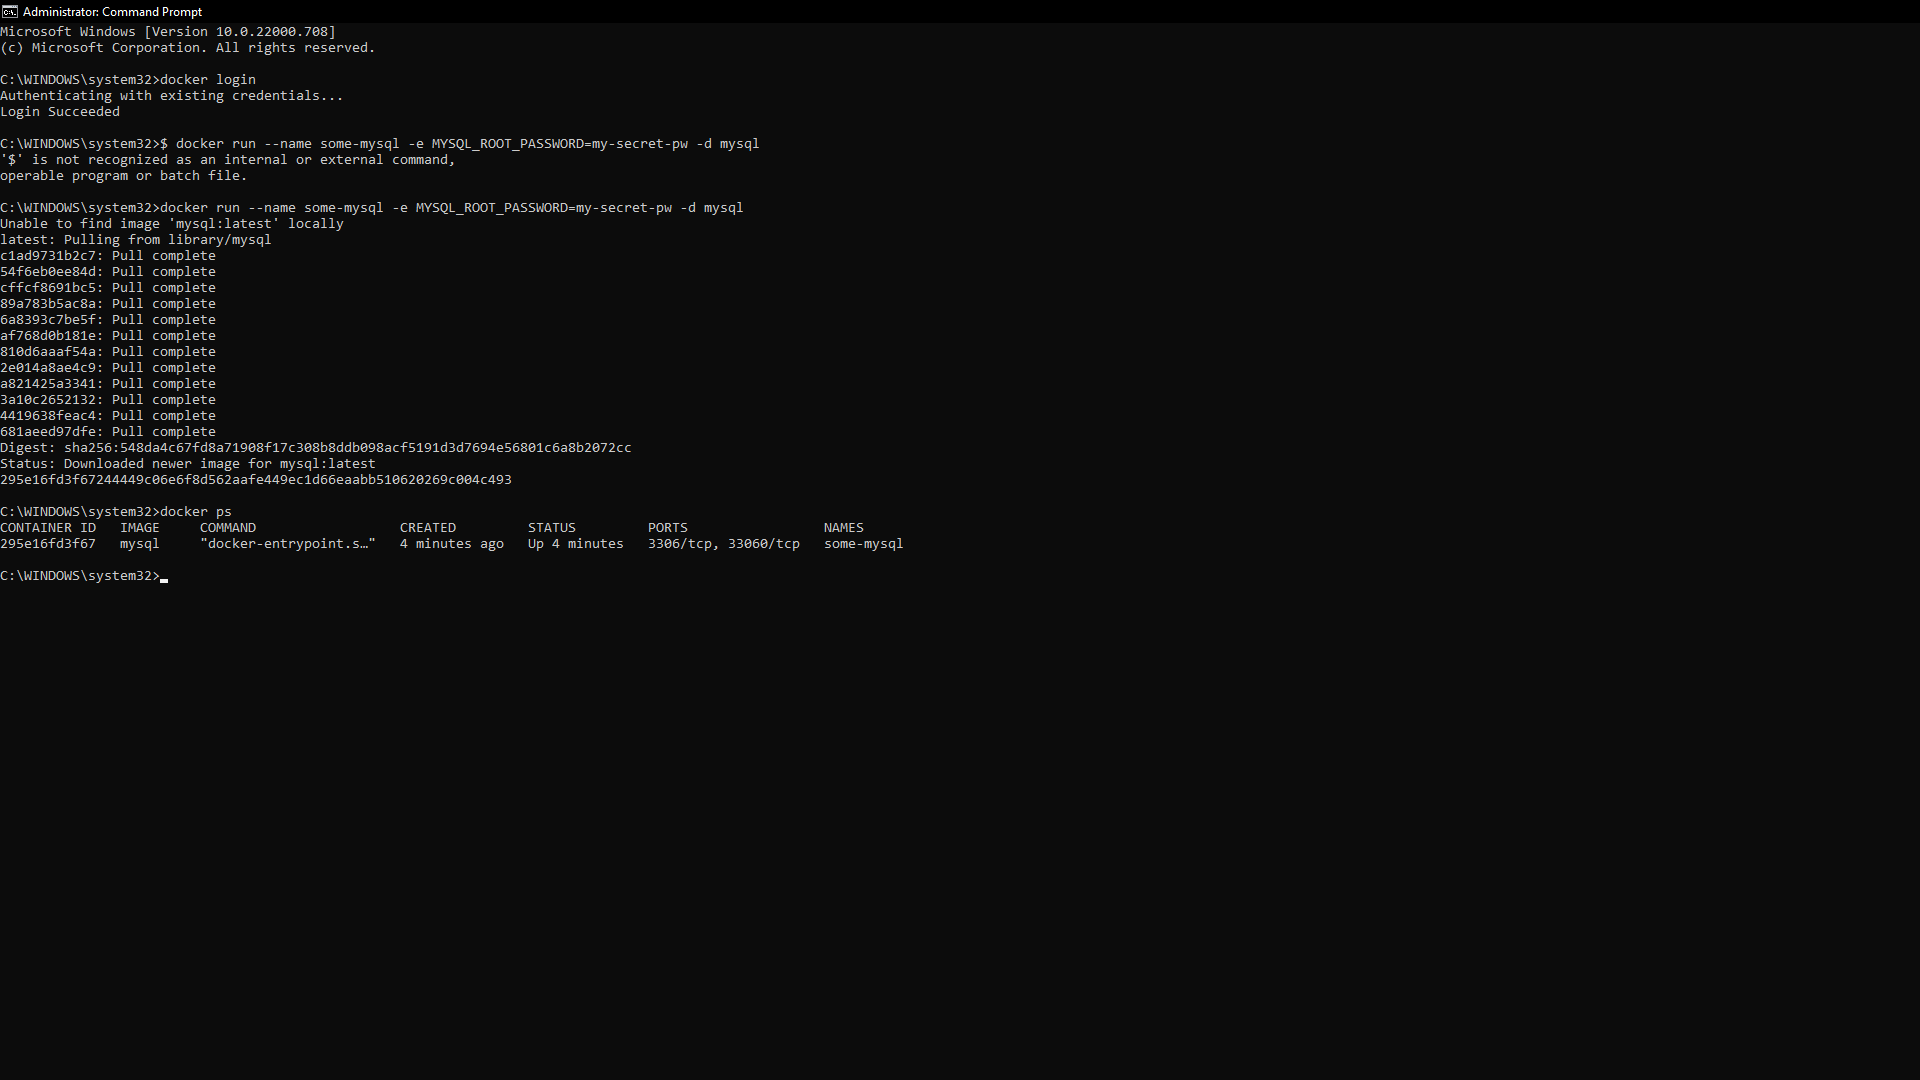 Administrator: Command Prompt
Microsoft Windows [Version 10.0.22000.708]
(c) Microsoft Corporation. All rights reserved.
C:\WINDOWS\system32>docker login
Authenticating with existing credentials...
Login Succeeded
C:\WINDOWS\system32>$ docker run --name some-mysql -e MYSQL_ROOT_PASSWORD=my-secret-pw -d mysql
'$' is not recognized as an internal or external command,
operable program or batch file.
C:\WINDOWS\system32>docker run --name some-mysql -e MYSQL_ROOT_PASSWORD=my-secret-pw -d mysql
Unable to find image 'mysql:latest' locally
latest: Pulling from library/mysql
c1ad9731b2c7: Pull complete
54f6eb0ee84d: Pull complete
cffcf8691bc5: Pull complete
89a783b5ac8a: Pull complete
6a8393c7be5f: Pull complete
af768d0b181e: Pull complete
810d6aaaf54a: Pull complete
2e014a8ae4c9: Pull complete
a821425a3341: Pull complete
3a10c2652132: Pull complete
4419638feac4: Pull complete
681aeed97dfe: Pull complete
Digest: sha256:548da4c67fd8a71908f17c308b8ddb098acf5191d3d7694e56801c6a8b2072cc
Status: Downloaded newer image for mysql:latest
295e16fd3f67244449c06e6f8d562aafe449ec1d66eaabb510620269c004c493
C:\WINDOWS\system32>docker ps
CONTAINER ID   IMAGE     COMMAND                  CREATED         STATUS         PORTS                 NAMES
295e16fd3f67   mysql     "docker-entrypoint.s…"   4 minutes ago   Up 4 minutes   3306/tcp, 33060/tcp   some-mysql
C:\WINDOWS\system32>